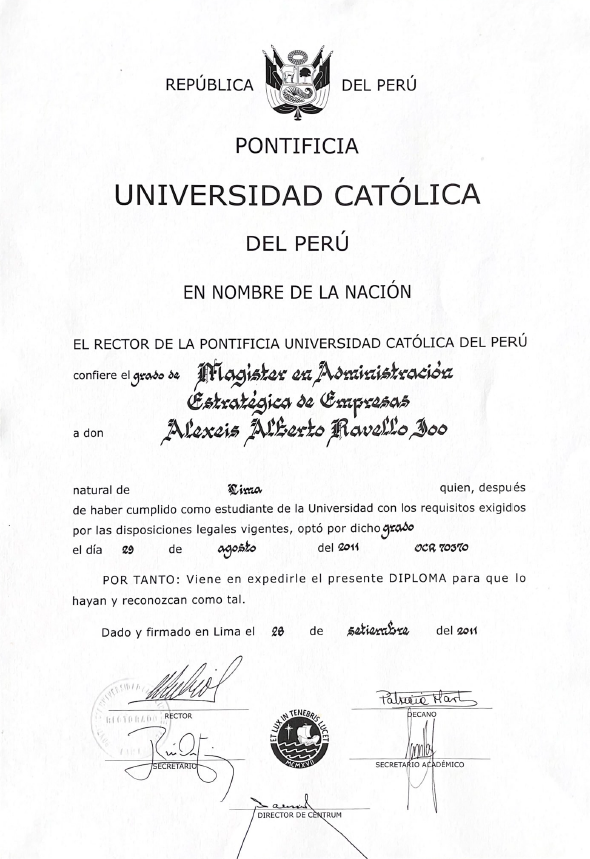 REPÚBLICA DEL PERÚ
PONTIFICIA
UNIVERSIDAD CATÓLICA
DEL PERÚ
EN NOMBRE DE LA NACIÓN
EL RECTOR DE LA PONTIFICIA UNIVERSIDAD CATÓLICA DEL PERÚ
confiere el grado de Magíster en Administración
Estratégica de Empresas
a don Alexeis Alberto Ravello Joo
natural de Lima quien, después
de haber cumplido como estudiante de la Universidad con los requisitos exigidos
por las disposiciones legales vigentes, optó por dicho grado
el día 29 de agosto del 2011 OCR 70370
POR TANTO: Viene en expedirle el presente DIPLOMA para que lo
hayan y reconozcan como tal.
Dado y firmado en Lima el 28 de setiembre del 2011
RECTORADO
RECTOR
DECANO
ET LUX IN TENEBRIS LUCET
MCMXVII
SECRETARIO
SECRETARIO ACADÉMICO
DIRECTOR DE CENTRUM